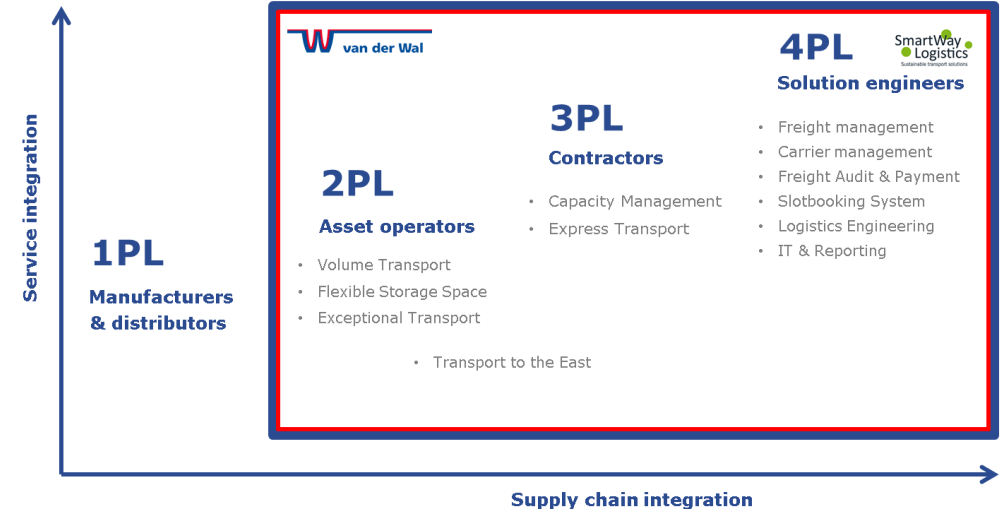 van der Wal
SmartWay
Logistics
Sustainable transport solutions
4PL
Solution engineers
• Freight management
• Carrier management
• Freight Audit & Payment
• Slotbooking System
• Logistics Engineering
• IT & Reporting
3PL
Contractors
• Capacity Management
• Express Transport
2PL
Asset operators
• Volume Transport
• Flexible Storage Space
• Exceptional Transport
• Transport to the East
1PL
Manufacturers
& distributors
Service integration
Supply chain integration